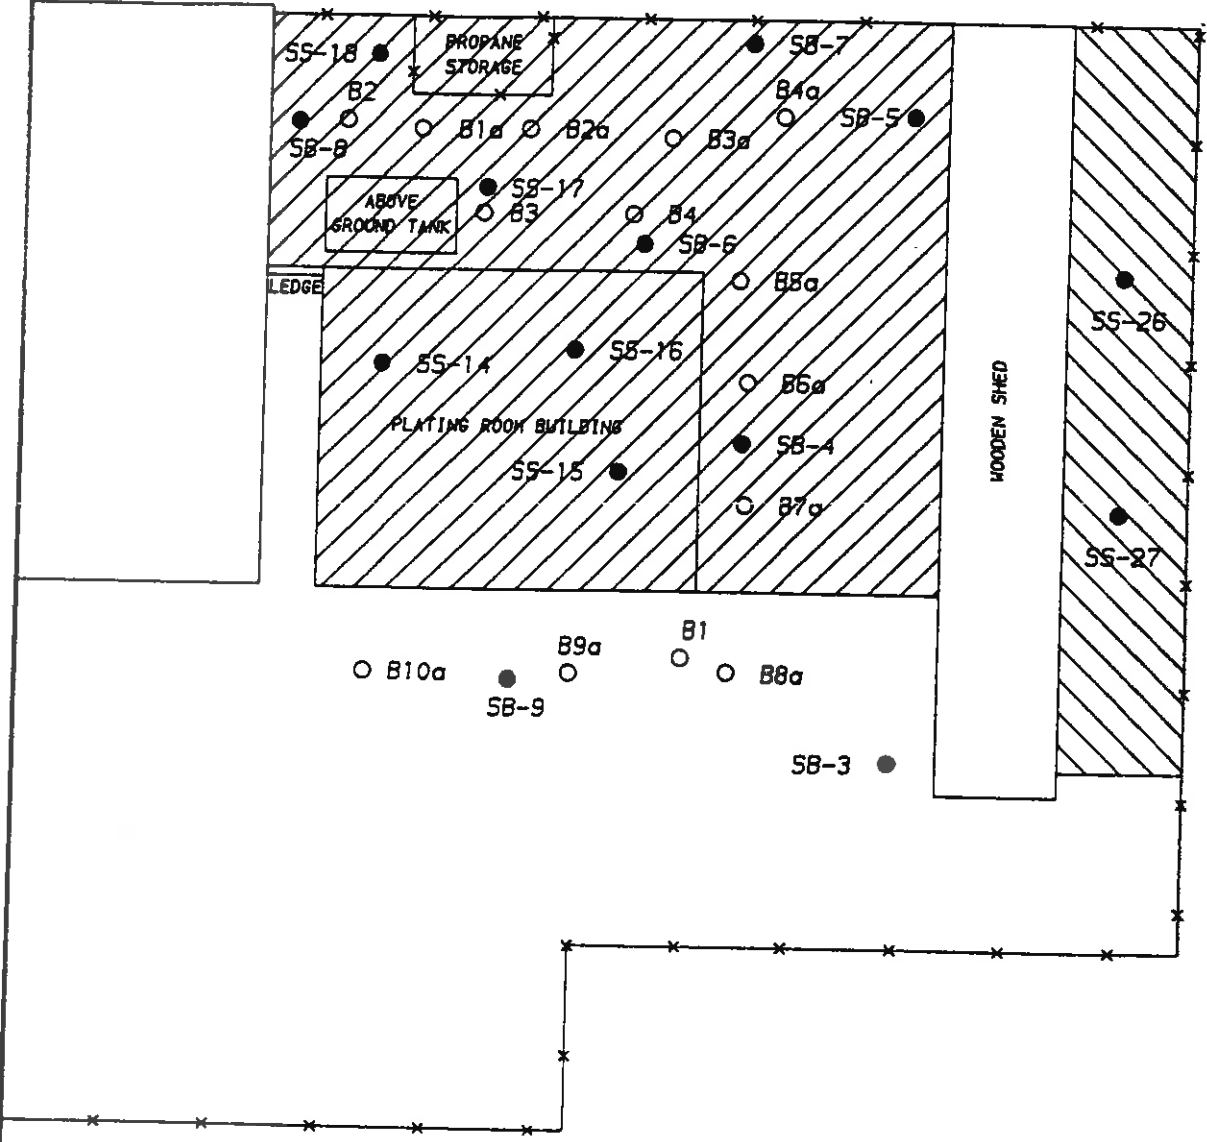 SS-18
PROPANE
STORAGE
SB-7
B2
B4a
SB-5
SB-8
B1a
B2a
B3a
SS-17
ABOVE
GROUND TANK
B3
B4
SB-6
LEDGE
B5a
SS-26
SS-14
SS-16
B6a
WOODEN SHED
PLATING ROOM BUILDING
SB-4
SS-15
B7a
SS-27
B1
B9a
B10a
B8a
SB-9
SB-3